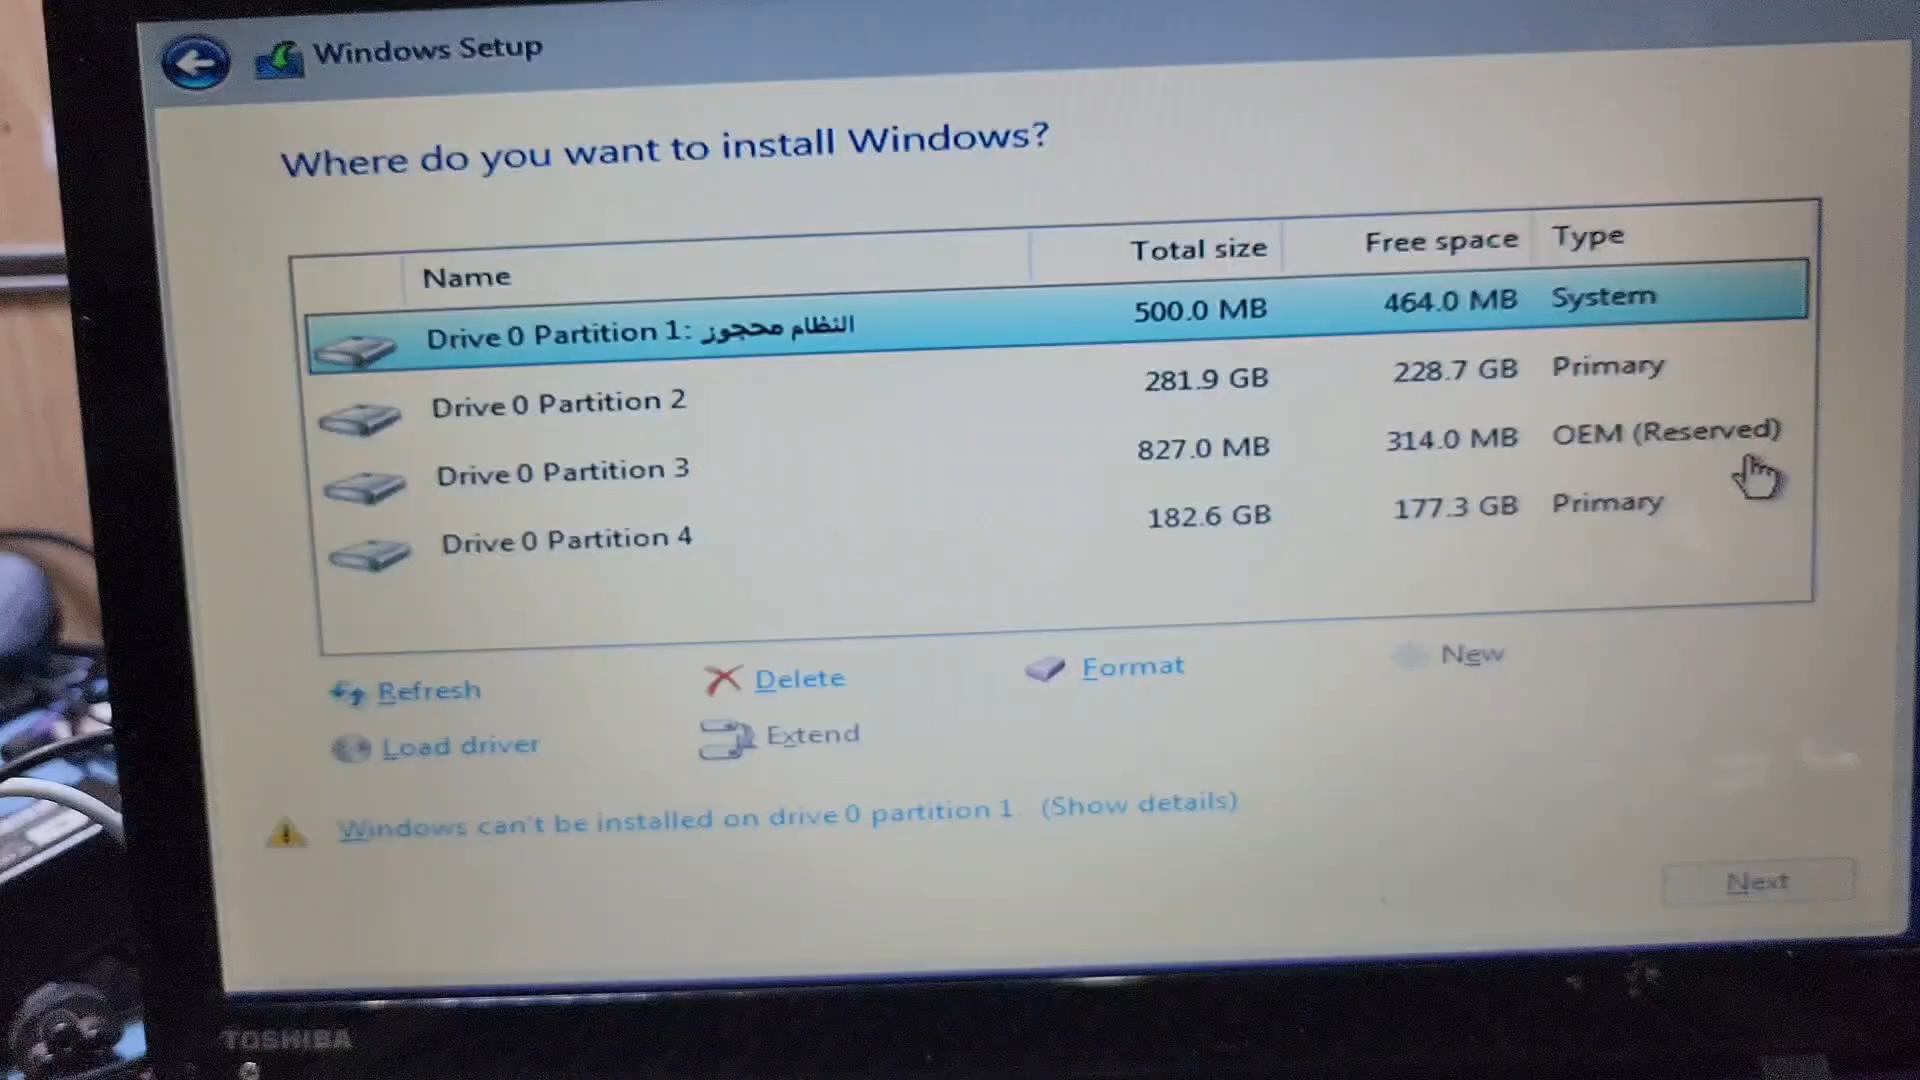 Windows Setup
Where do you want to install Windows?
Name Total size Free space Type
Drive 0 Partition 1: النظام محجوز 500.0 MB 464.0 MB System
Drive 0 Partition 2 281.9 GB 228.7 GB Primary
Drive 0 Partition 3 827.0 MB 314.0 MB OEM (Reserved)
Drive 0 Partition 4 182.6 GB 177.3 GB Primary
Refresh Delete Format New
Load driver Extend
Windows can't be installed on drive 0 partition 1. (Show details)
Next
TOSHIBA